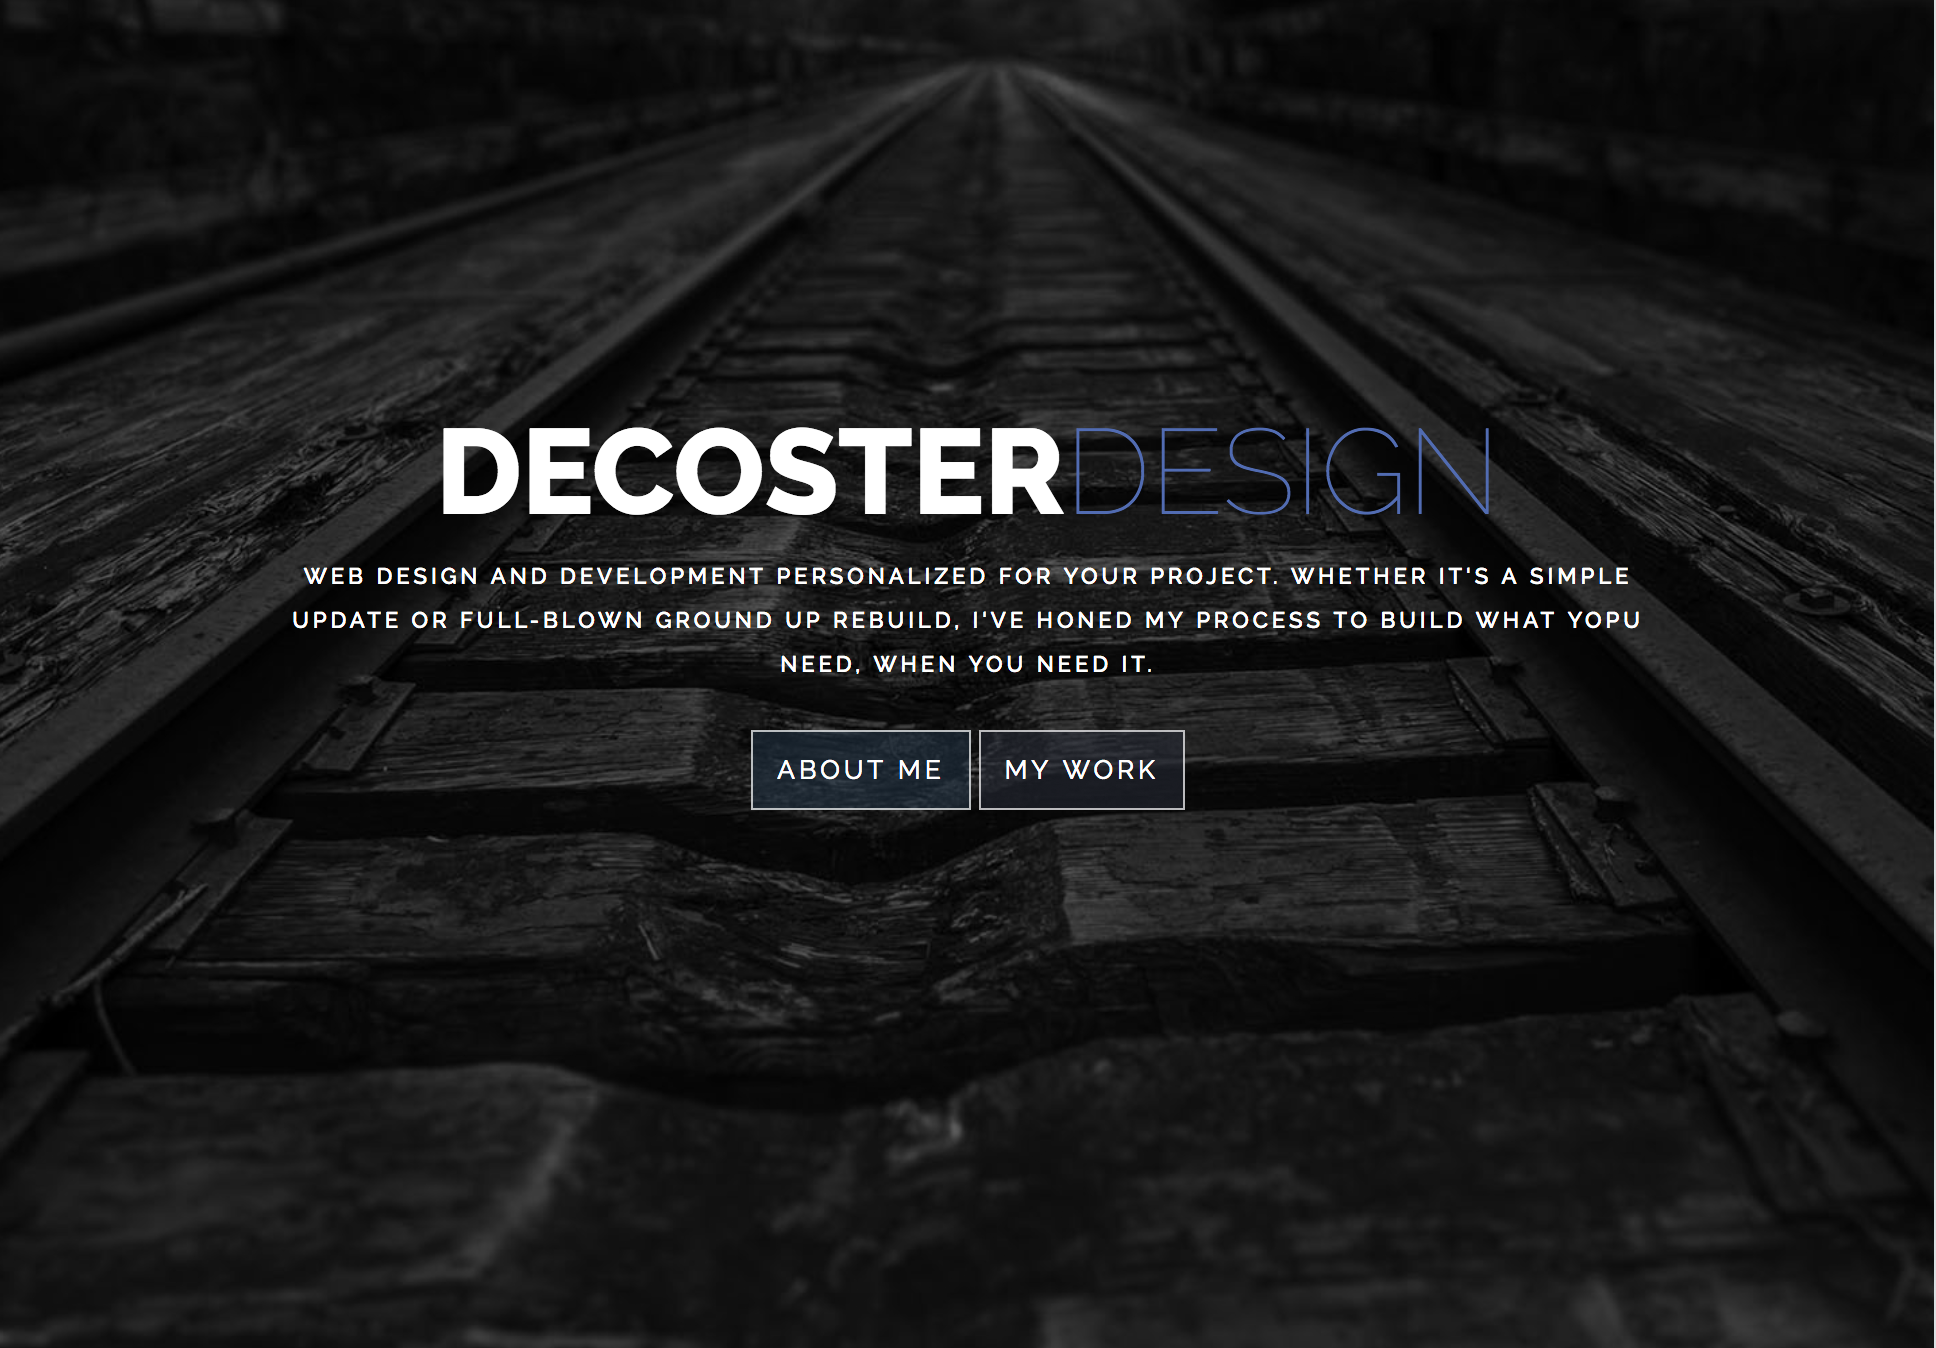 DECOSTERDESIGN
WEB DESIGN AND DEVELOPMENT PERSONALIZED FOR YOUR PROJECT. WHETHER IT'S A SIMPLE
UPDATE OR FULL-BLOWN GROUND UP REBUILD, I'VE HONED MY PROCESS TO BUILD WHAT YOPU
NEED, WHEN YOU NEED IT.
ABOUT ME MY WORK